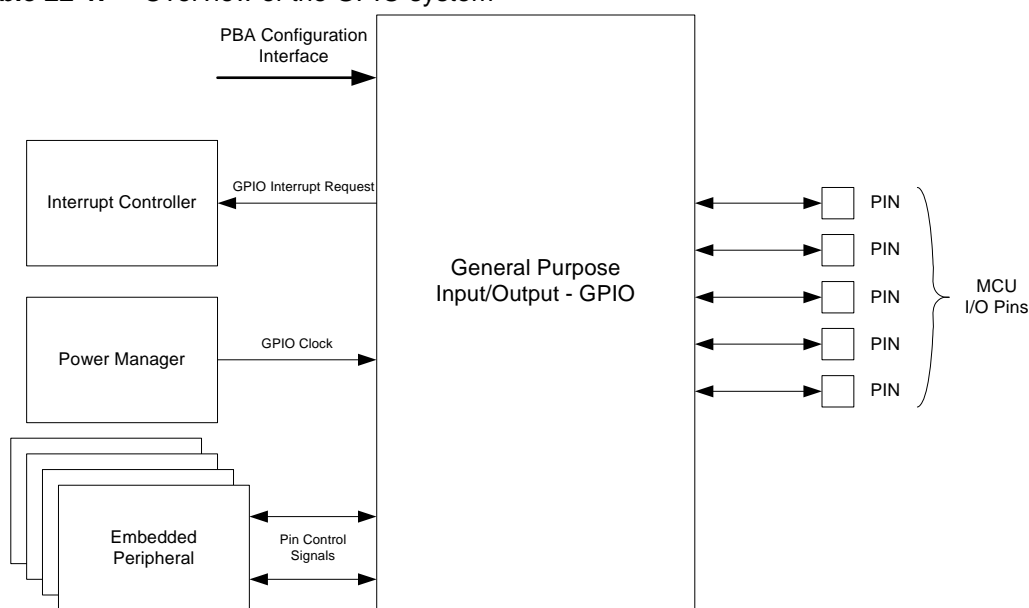 PBA Configuration
Interface
Interrupt Controller
GPIO Interrupt Request
Power Manager
GPIO Clock
Embedded
Peripheral
Pin Control
Signals
General Purpose
Input/Output - GPIO
PIN
PIN
PIN
PIN
PIN
MCU
I/O Pins